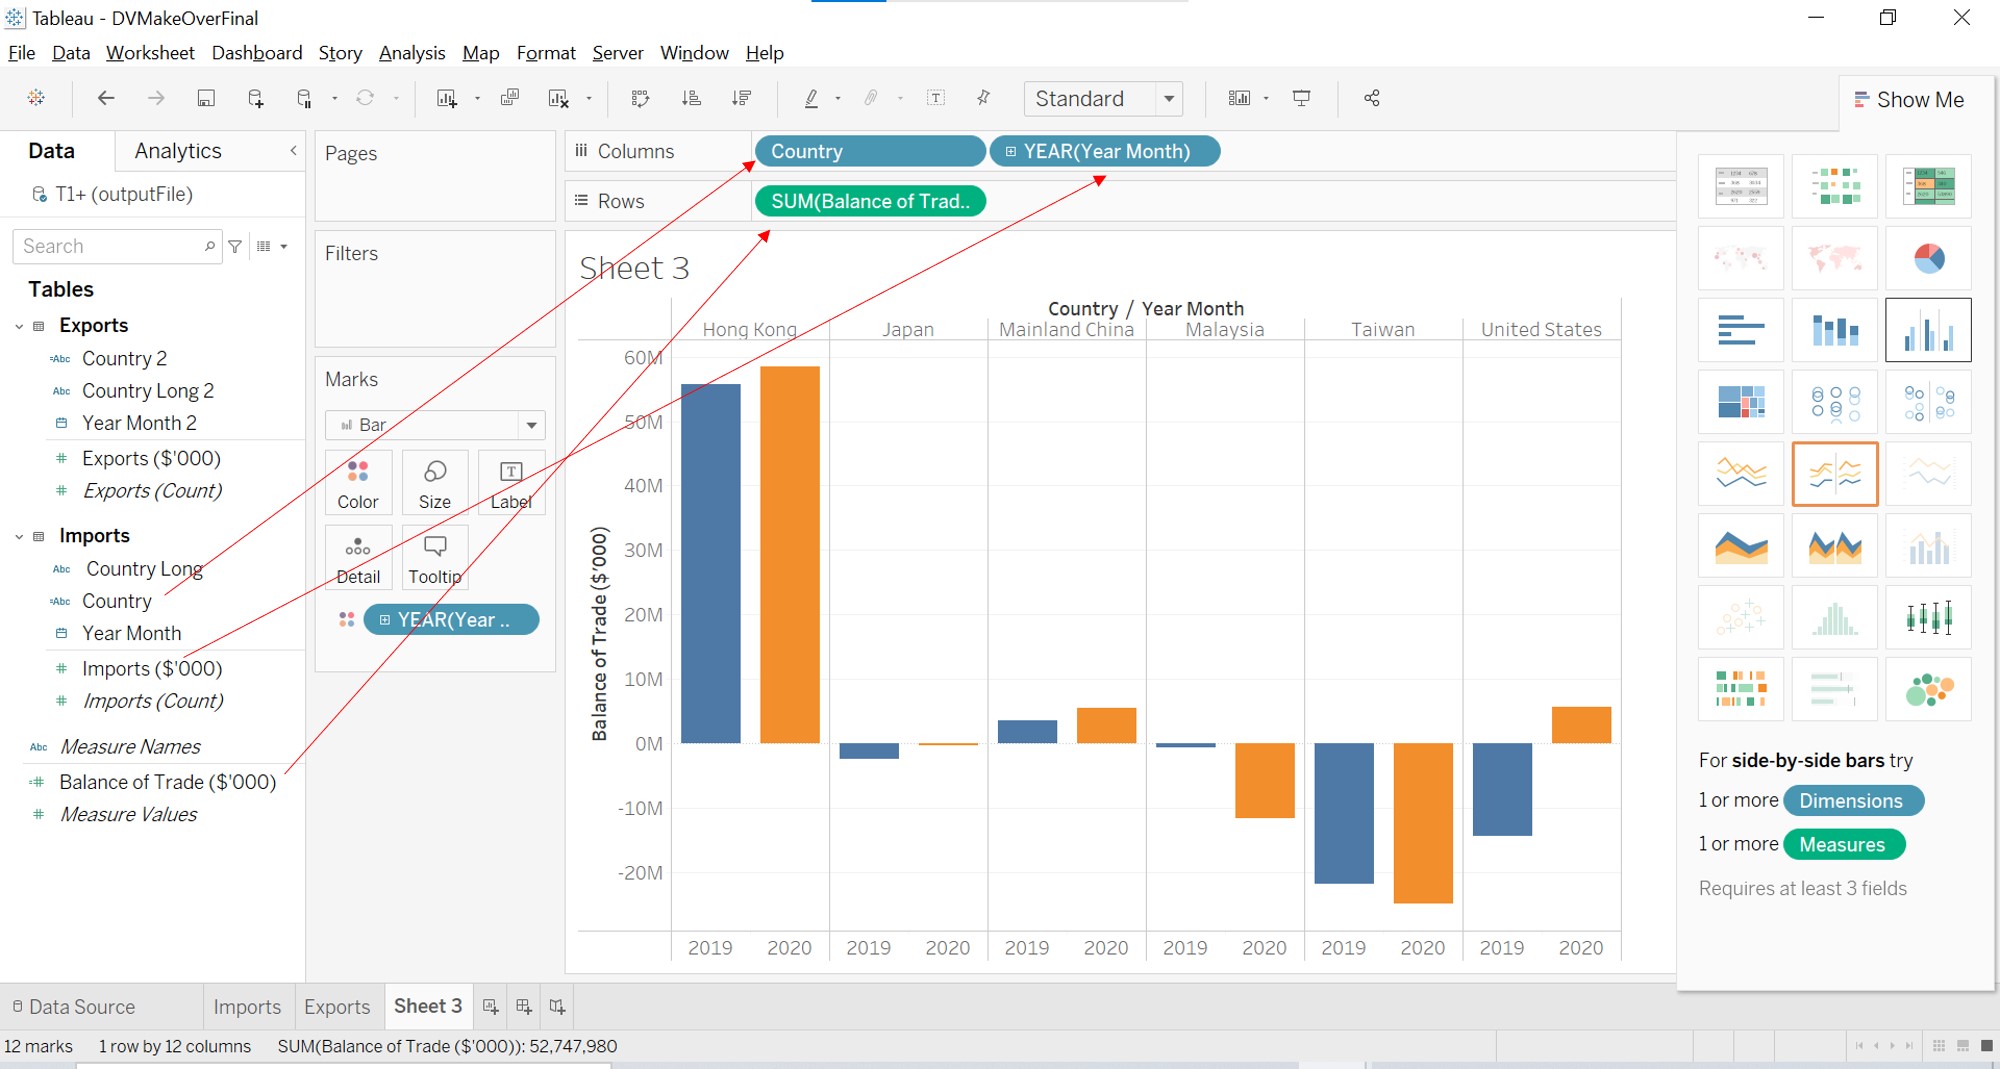 Tableau - DVMakeOverFinal
File Data Worksheet Dashboard Story Analysis Map Format Server Window Help
Standard
Show Me
Data Analytics
T1+ (outputFile)
Search
Tables
Exports
Abc Country 2
Abc Country Long 2
Year Month 2
# Exports ($'000)
# Exports (Count)
Imports
Abc Country Long
Abc Country
Year Month
# Imports ($'000)
# Imports (Count)
Abc Measure Names
# Balance of Trade ($'000)
# Measure Values
Pages
Filters
Marks
Bar
Color Size Label
Detail Tooltip
YEAR(Year ..
Columns Country YEAR(Year Month)
Rows SUM(Balance of Trad..
Sheet 3
Country / Year Month
Hong Kong Japan Mainland China Malaysia Taiwan United States
Balance of Trade ($'000)
60M
50M
40M
30M
20M
10M
0M
-10M
-20M
2019 2020 2019 2020 2019 2020 2019 2020 2019 2020 2019 2020
For side-by-side bars try
1 or more Dimensions
1 or more Measures
Requires at least 3 fields
Data Source Imports Exports Sheet 3
12 marks 1 row by 12 columns SUM(Balance of Trade ($'000)): 52,747,980